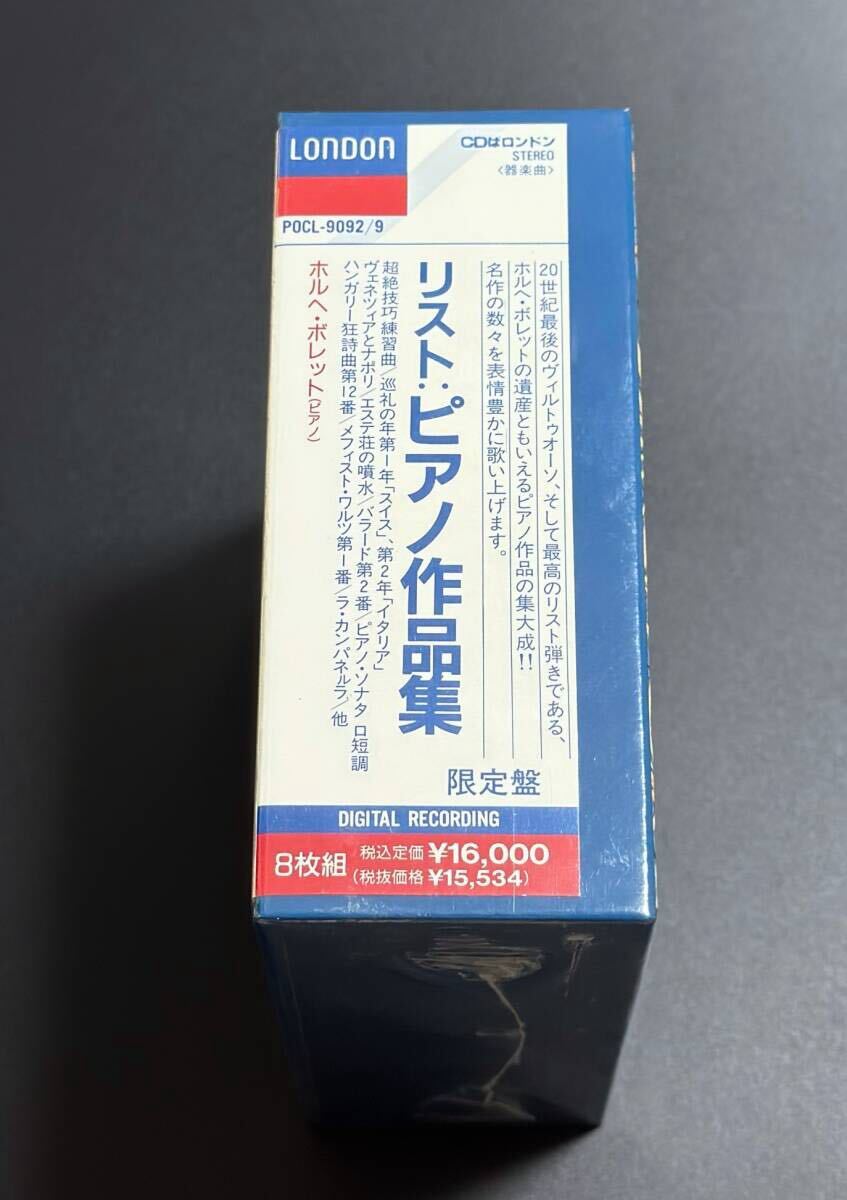 LONDON
CDはロンドン
STEREO
〈器楽曲〉
POCL-9092/9
20世紀最後のヴィルトゥオーソ、そして最高のリスト弾きである、
ホルヘ・ボレットの遺産ともいえるピアノ作品の集大成!!
名作の数々を表情豊かに歌い上げます。
リスト:ピアノ作品集
超絶技巧練習曲/巡礼の年第1年「スイス」、第2年「イタリア」
ヴェネツィアとナポリ/エステ荘の噴水/バラード第2番/ピアノ・ソナタ ロ短調
ハンガリー狂詩曲第12番/メフィスト・ワルツ第1番/ラ・カンパネルラ/他
ホルヘ・ボレット(ピアノ)
限定盤
DIGITAL RECORDING
8枚組 税込定価 ¥16,000
(税抜価格 ¥15,534)